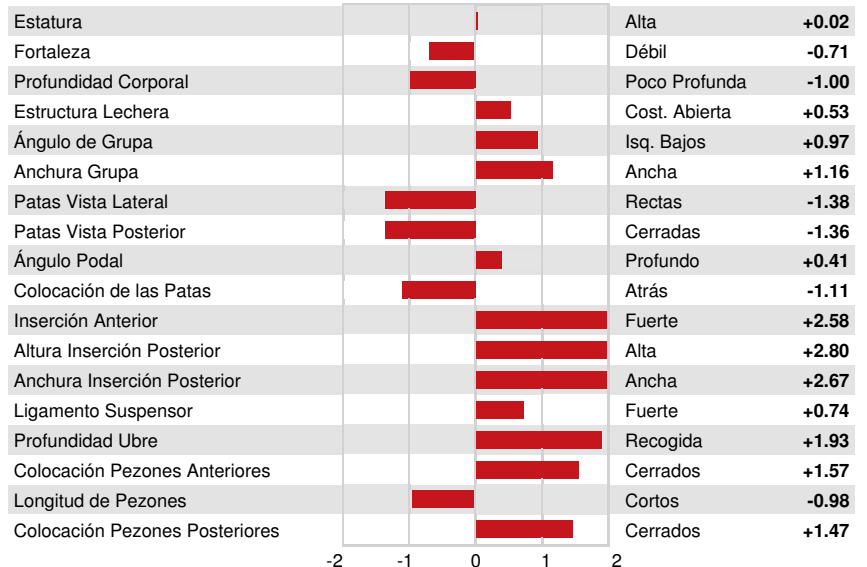 Estatura Alta +0.02
Fortaleza Débil -0.71
Profundidad Corporal Poco Profunda -1.00
Estructura Lechera Cost. Abierta +0.53
Ángulo de Grupa Isq. Bajos +0.97
Anchura Grupa Ancha +1.16
Patas Vista Lateral Rectas -1.38
Patas Vista Posterior Cerradas -1.36
Ángulo Podal Profundo +0.41
Colocación de las Patas Atrás -1.11
Inserción Anterior Fuerte +2.58
Altura Inserción Posterior Alta +2.80
Anchura Inserción Posterior Ancha +2.67
Ligamento Suspensor Fuerte +0.74
Profundidad Ubre Recogida +1.93
Colocación Pezones Anteriores Cerrados +1.57
Longitud de Pezones Cortos -0.98
Colocación Pezones Posteriores Cerrados +1.47
-2 -1 0 1 2